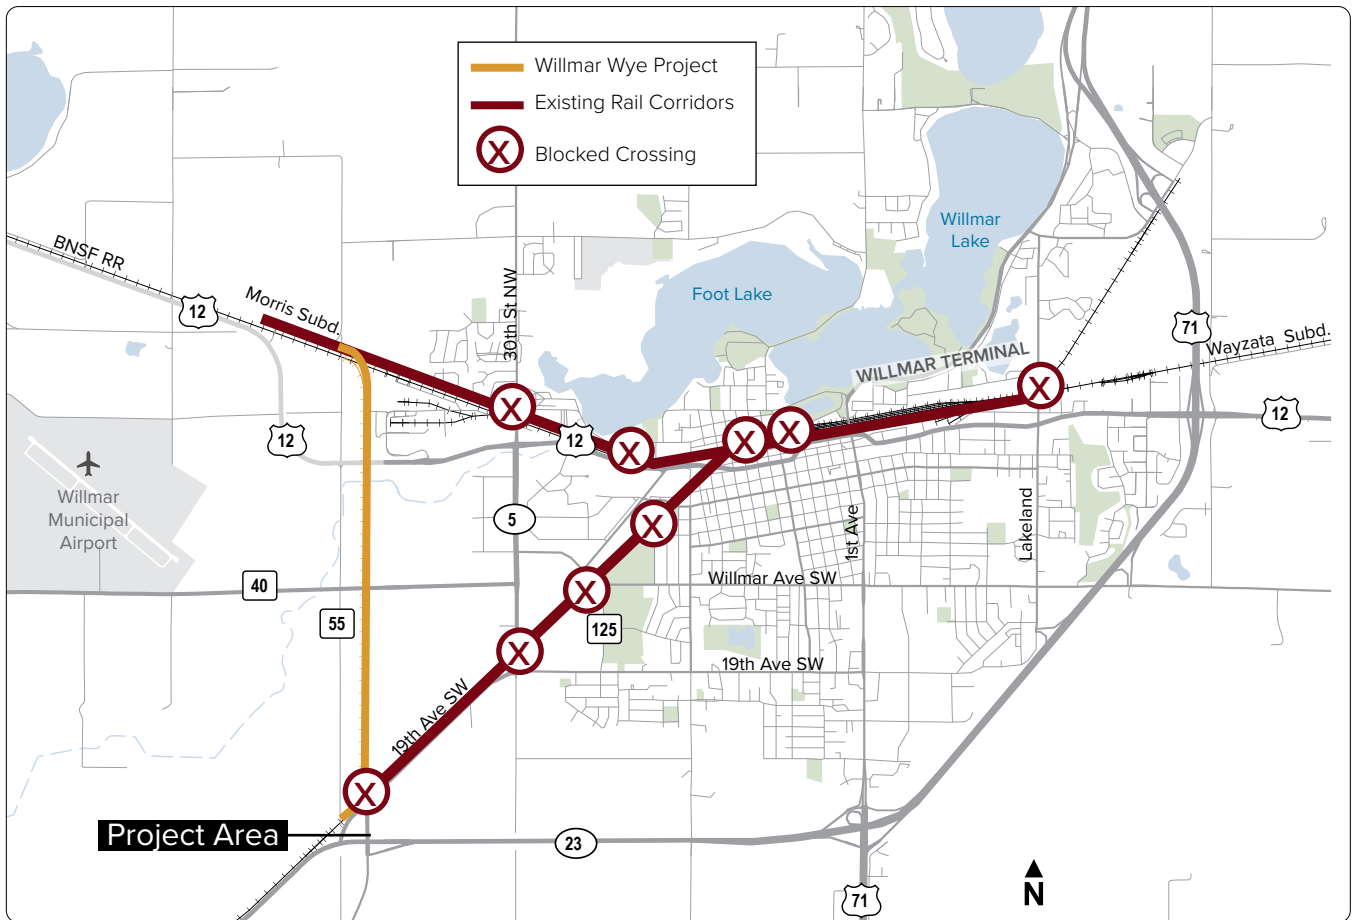 Willmar Wye Project
Existing Rail Corridors
X Blocked Crossing
BNSF RR
12
Morris Subd.
30th St NW
Foot Lake
Willmar
Lake
71
Wayzata Subd.
WILLMAR TERMINAL
X
X
12
X
X
X
12
12
Willmar
Municipal
Airport
5
X
1st Ave
Lakeland
40
Willmar Ave SW
X
55
125
X
19th Ave SW
19th Ave SW
X
Project Area
23
71
N